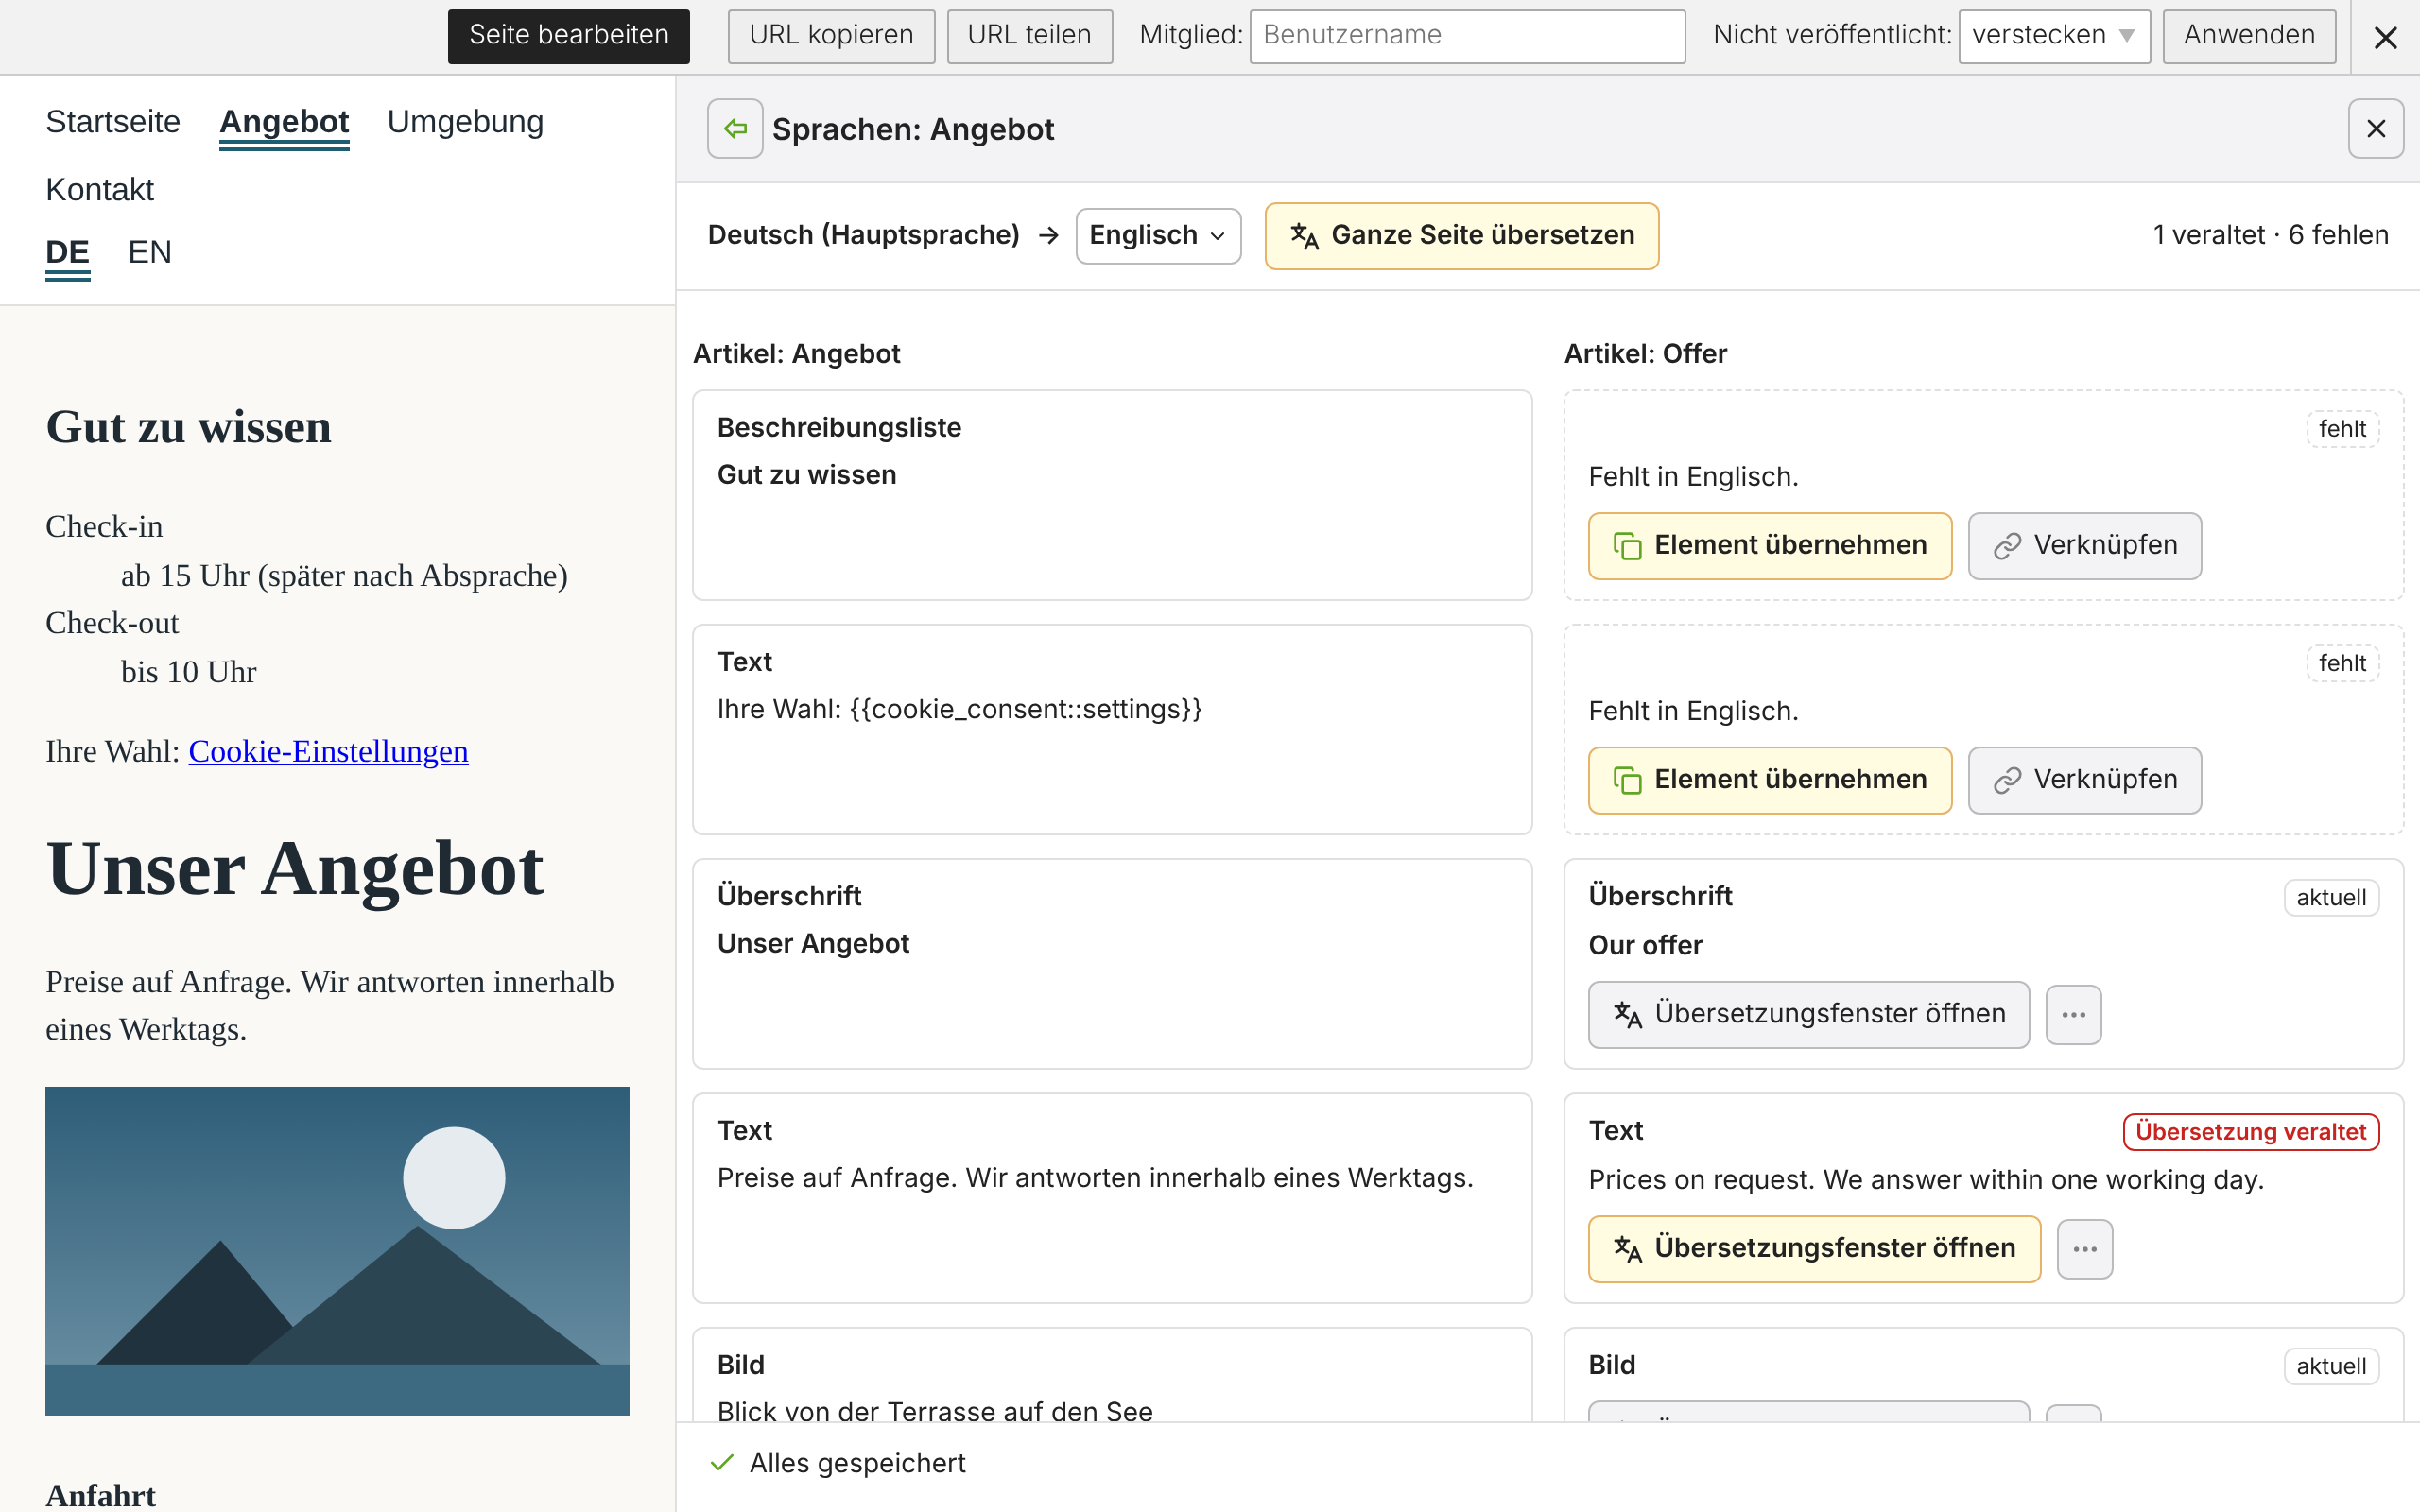 Seite bearbeiten
URL kopieren
URL teilen
Mitglied:
Benutzername
Nicht veröffentlicht:
verstecken
Anwenden
Startseite
Angebot
Umgebung
Kontakt
DE
EN
Gut zu wissen
Check-in
ab 15 Uhr (später nach Absprache)
Check-out
bis 10 Uhr
Ihre Wahl: Cookie-Einstellungen
Unser Angebot
Preise auf Anfrage. Wir antworten innerhalb
eines Werktags.
Anfahrt
Sprachen: Angebot
Deutsch (Hauptsprache) →
Englisch
Ganze Seite übersetzen
1 veraltet · 6 fehlen
Artikel: Angebot
Artikel: Offer
Beschreibungsliste
Gut zu wissen
fehlt
Fehlt in Englisch.
Element übernehmen
Verknüpfen
Text
Ihre Wahl: {{cookie_consent::settings}}
fehlt
Fehlt in Englisch.
Element übernehmen
Verknüpfen
Überschrift
Unser Angebot
Überschrift
aktuell
Our offer
Übersetzungsfenster öffnen
Text
Preise auf Anfrage. Wir antworten innerhalb eines Werktags.
Text
Übersetzung veraltet
Prices on request. We answer within one working day.
Übersetzungsfenster öffnen
Bild
Blick von der Terrasse auf den See
Bild
aktuell
Alles gespeichert